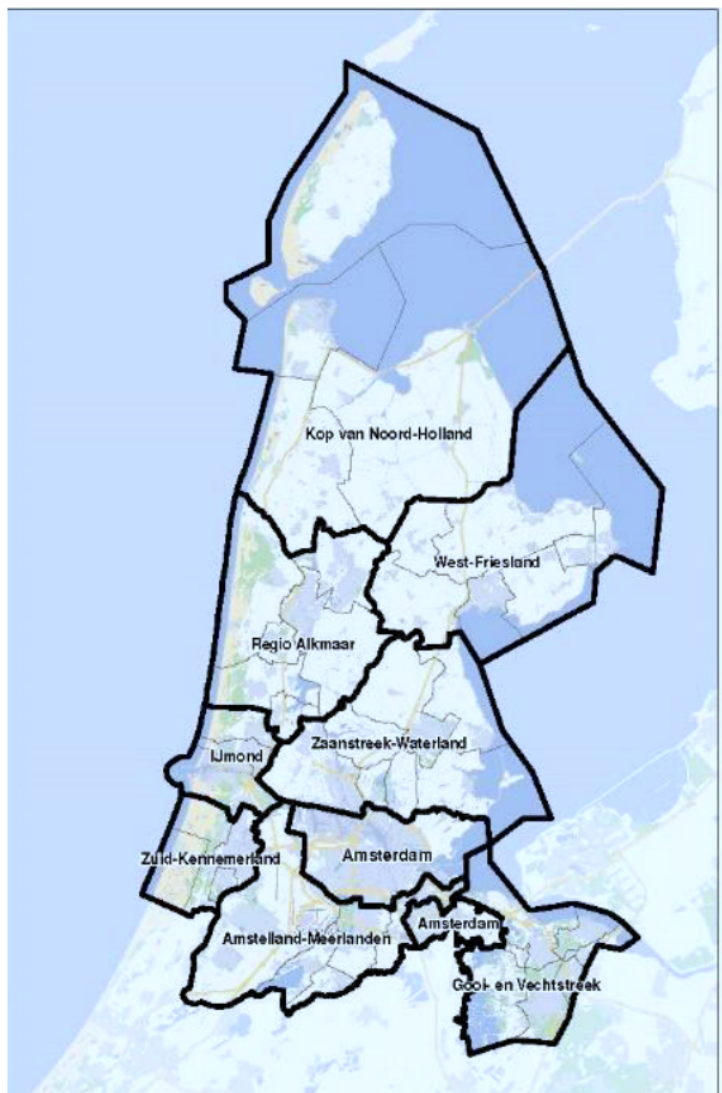 Kop van Noord-Holland
West-Friesland
Regio Alkmaar
Zaanstreek-Waterland
IJmond
Zuid-Kennemerland
Amsterdam
Amsterdam
Amstelland-Meerlanden
Gooi- en Vechtstreek